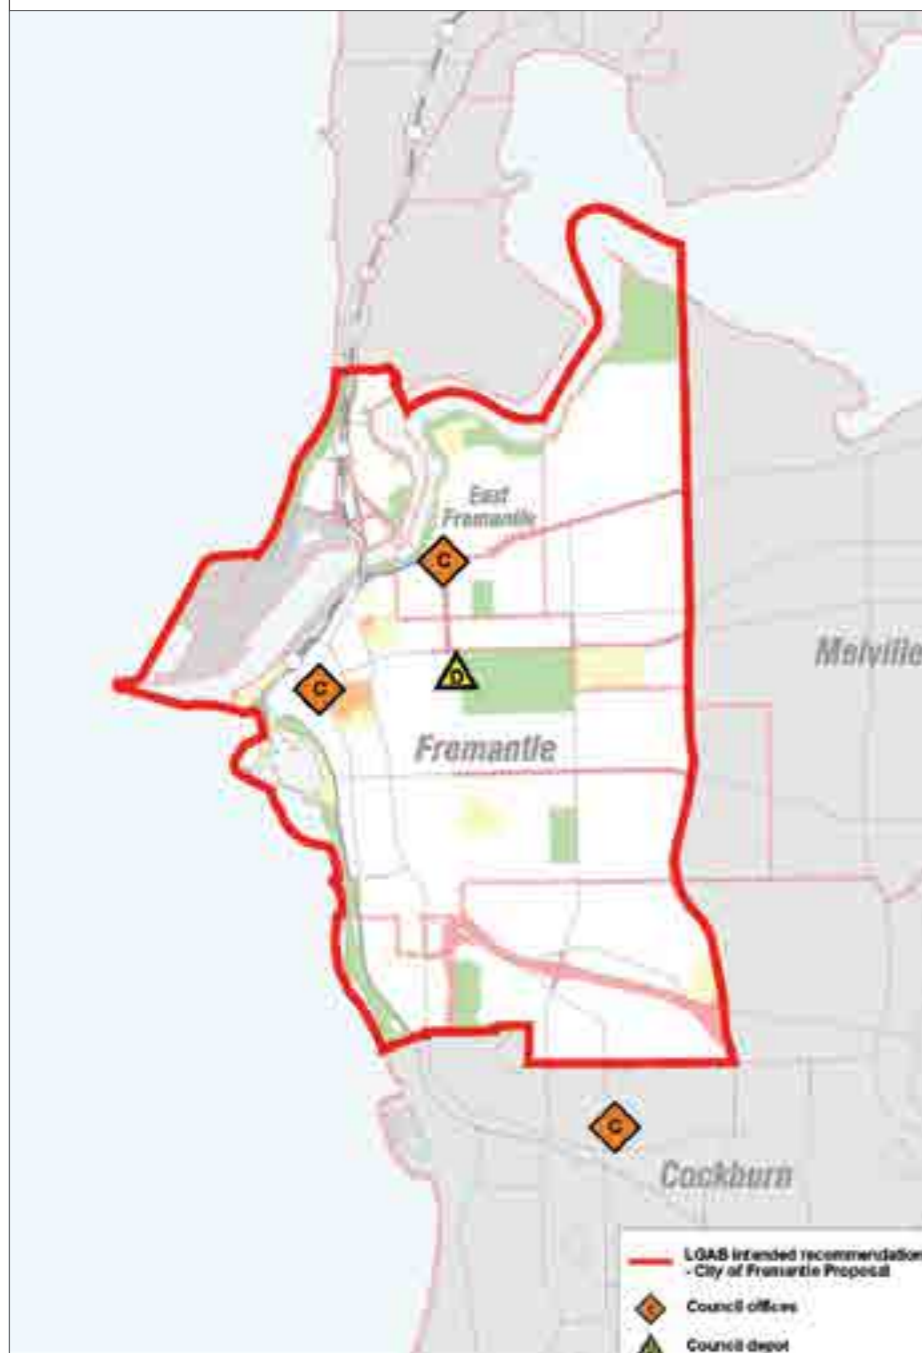 East
Fremantle
C
Melville
D
C
Fremantle
C
Cockburn
LGAB intended recommendation
- City of Fremantle Proposal
C
Council offices
Council depot